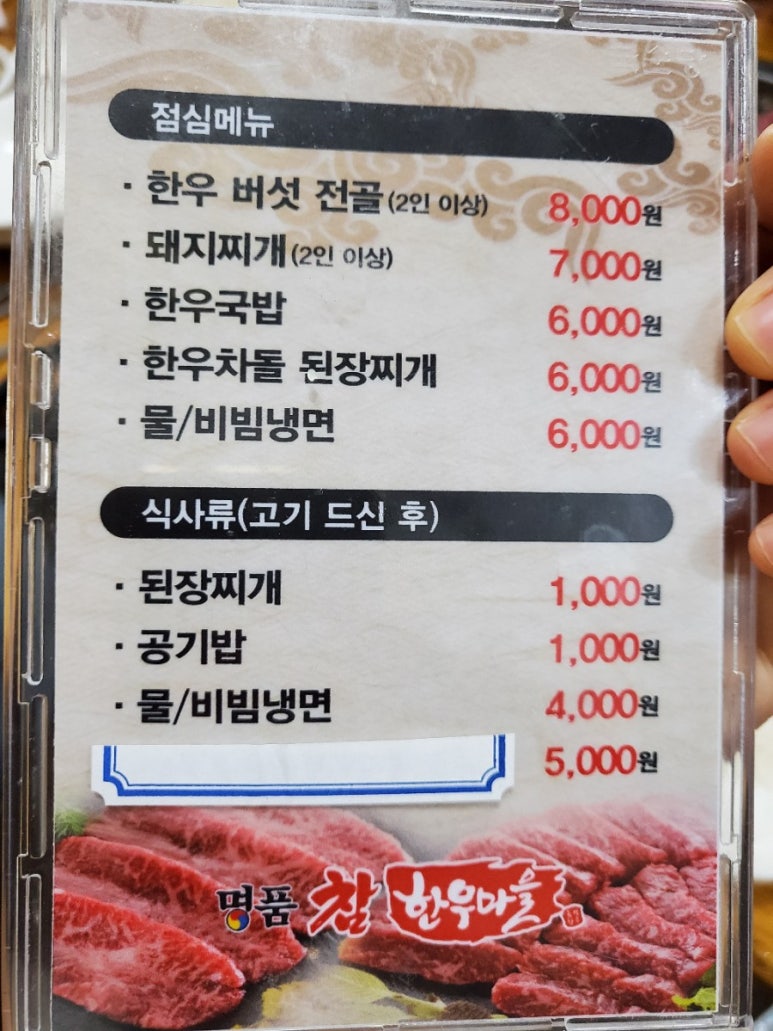 점심메뉴
· 한우 버섯 전골(2인 이상) 8,000원
· 돼지찌개(2인 이상) 7,000원
· 한우국밥 6,000원
· 한우차돌 된장찌개 6,000원
· 물/비빔냉면 6,000원
식사류(고기 드신 후)
· 된장찌개 1,000원
· 공기밥 1,000원
· 물/비빔냉면 4,000원
5,000원
명품 참 한우마을